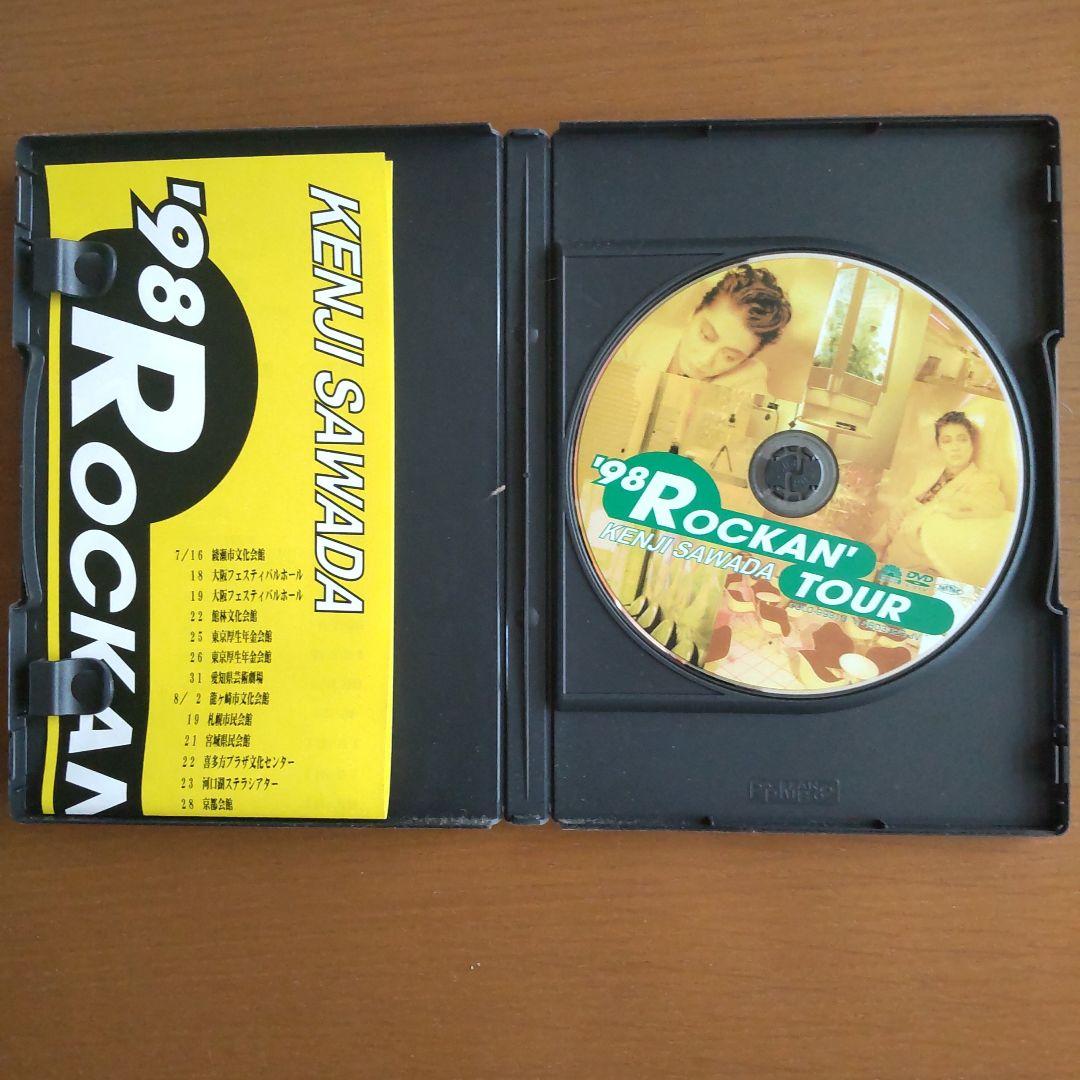 KENJI SAWADA
'98 ROCKAN
7/16 綾瀬市文化会館
18 大阪フェスティバルホール
19 大阪フェスティバルホール
22 館林文化会館
25 東京厚生年金会館
26 東京厚生年金会館
31 愛知県芸術劇場
8/ 2 龍ヶ崎市文化会館
19 札幌市民会館
21 宮城県民会館
22 喜多方プラザ文化センター
23 河口湖ステラシアター
28 京都会館
'98 ROCKAN'
KENJI SAWADA
TOUR
DVD